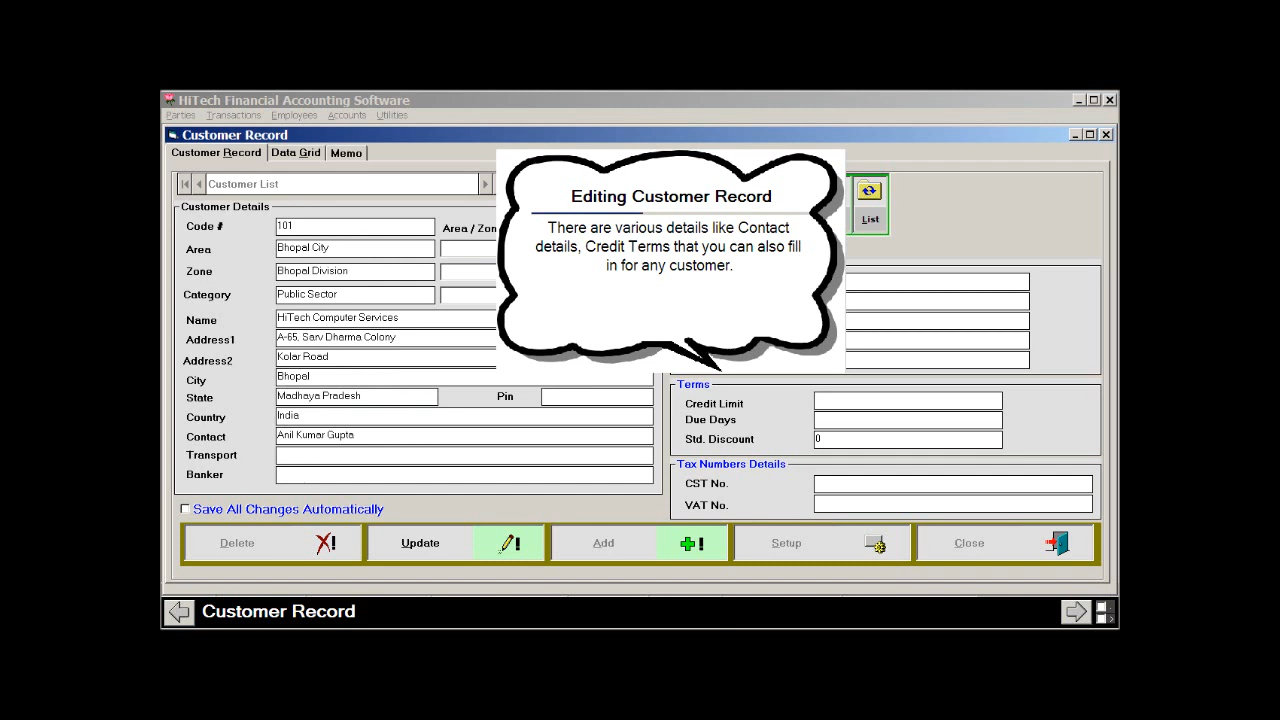 HiTech Financial Accounting Software
Parties Transactions Employees Accounts Utilities
Customer Record
Customer Record Data Grid Memo
Customer List
List
Editing Customer Record
There are various details like Contact
details, Credit Terms that you can also fill
in for any customer.
Customer Details
Code # 101 Area / Zon
Area Bhopal City
Zone Bhopal Division
Category Public Sector
Name HiTech Computer Services
Address1 A-65, Sarv Dharma Colony
Address2 Kolar Road
City Bhopal
State Madhaya Pradesh Pin
Country India
Contact Anil Kumar Gupta
Transport
Banker
Terms
Credit Limit
Due Days
Std. Discount 0
Tax Numbers Details
CST No.
VAT No.
Save All Changes Automatically
Delete Update Add Setup Close
Customer Record